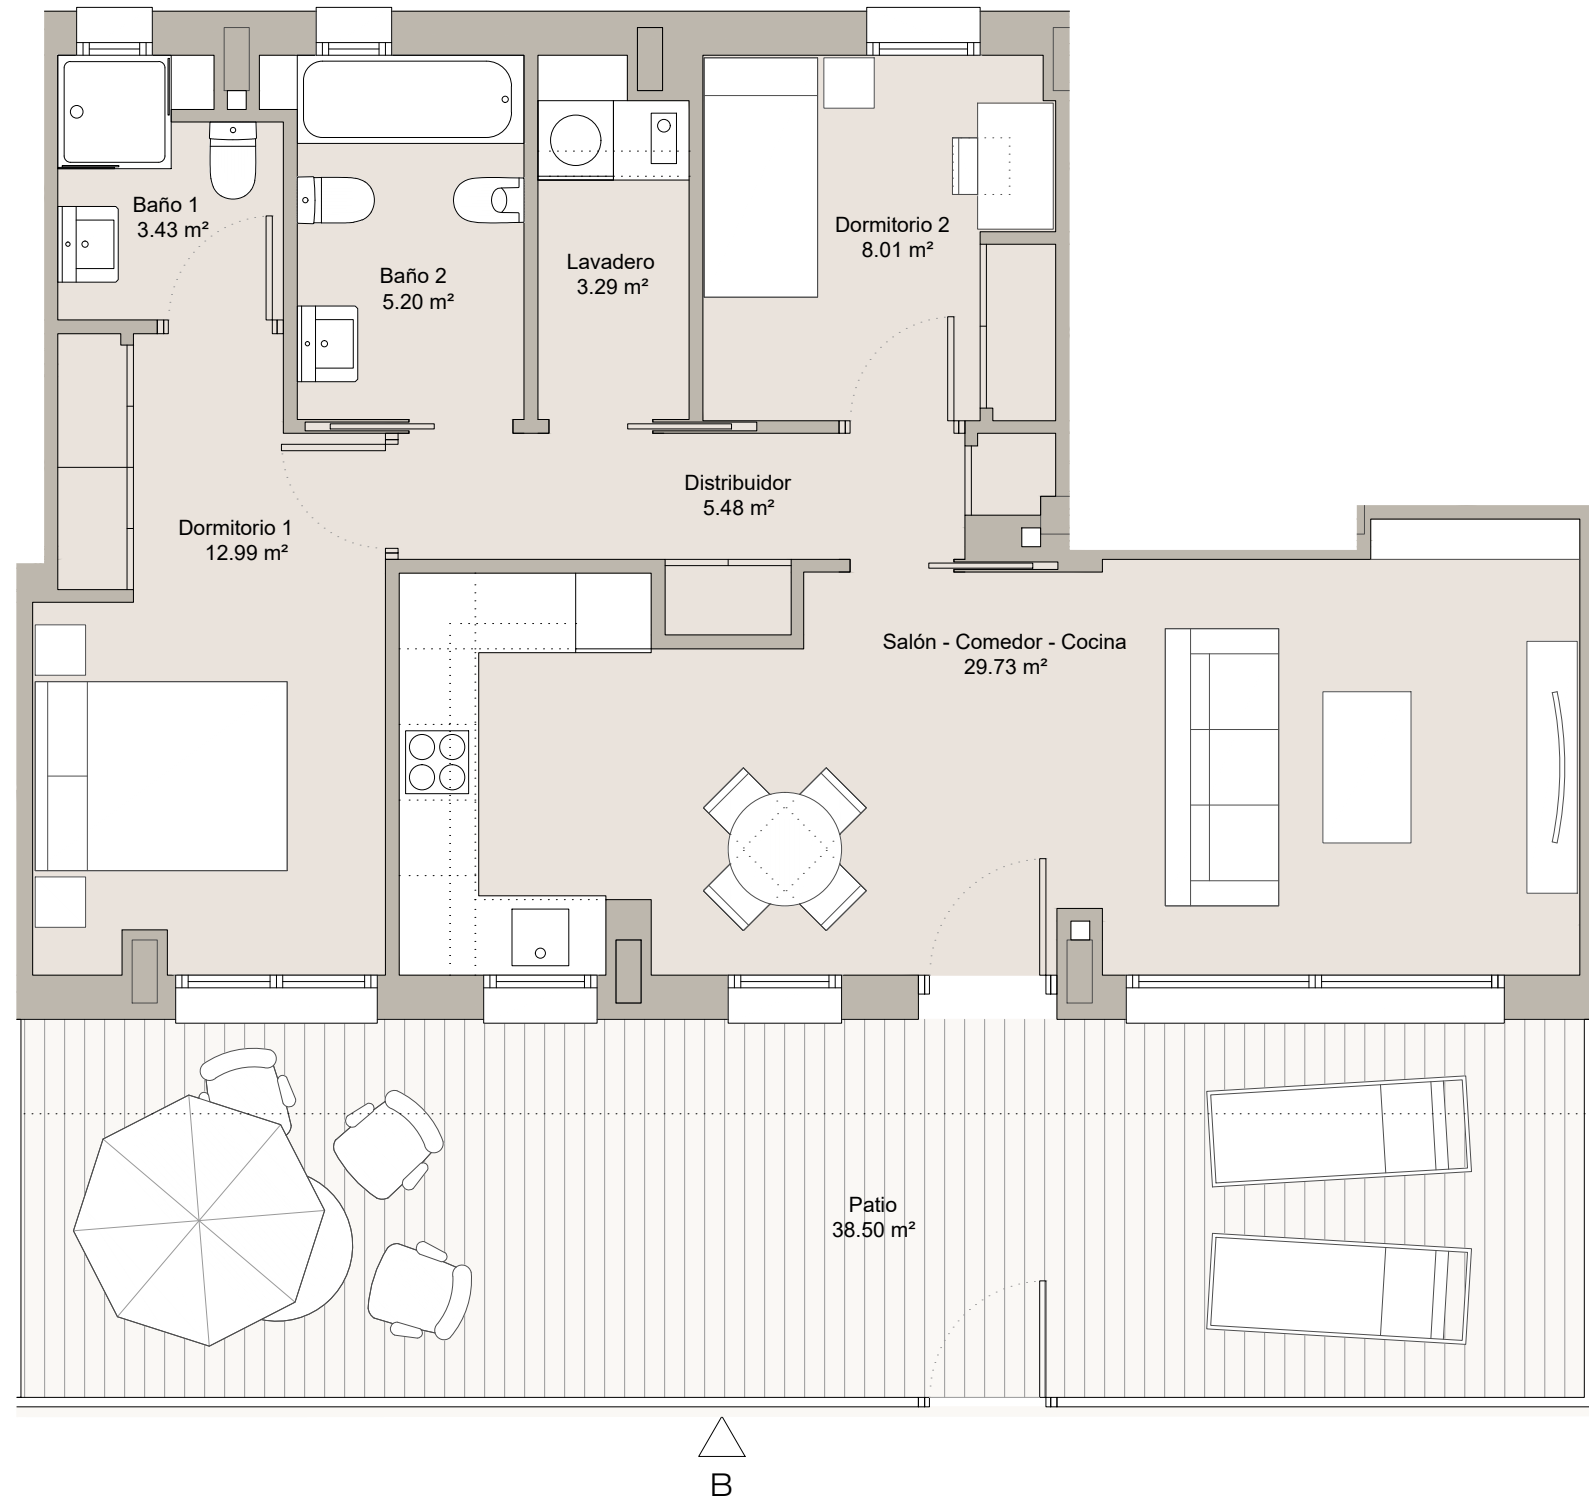 Baño 1
3.43 m²
Dormitorio 2
8.01 m²
Lavadero
3.29 m²
Baño 2
5.20 m²
Distribuidor
5.48 m²
Dormitorio 1
12.99 m²
Salón - Comedor - Cocina
29.73 m²
Patio
38.50 m²
B